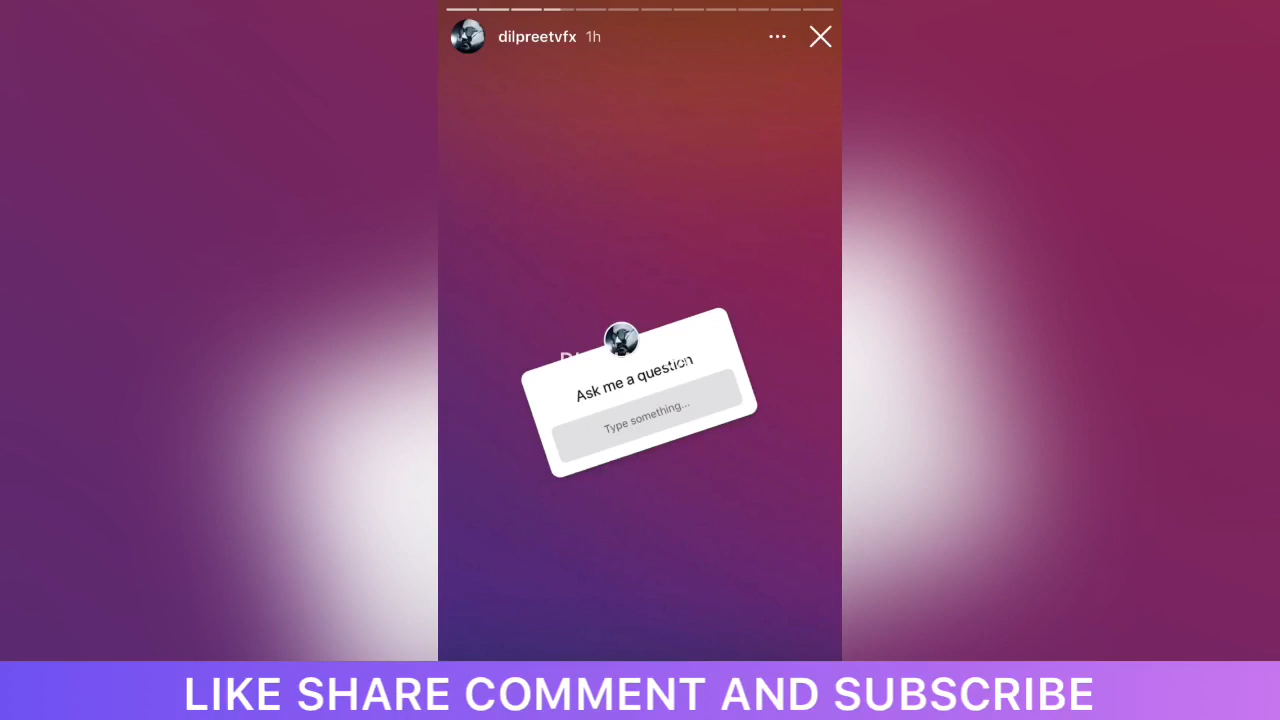 dilpreetvfx 1h
Ask me a question
Type something...
LIKE SHARE COMMENT AND SUBSCRIBE